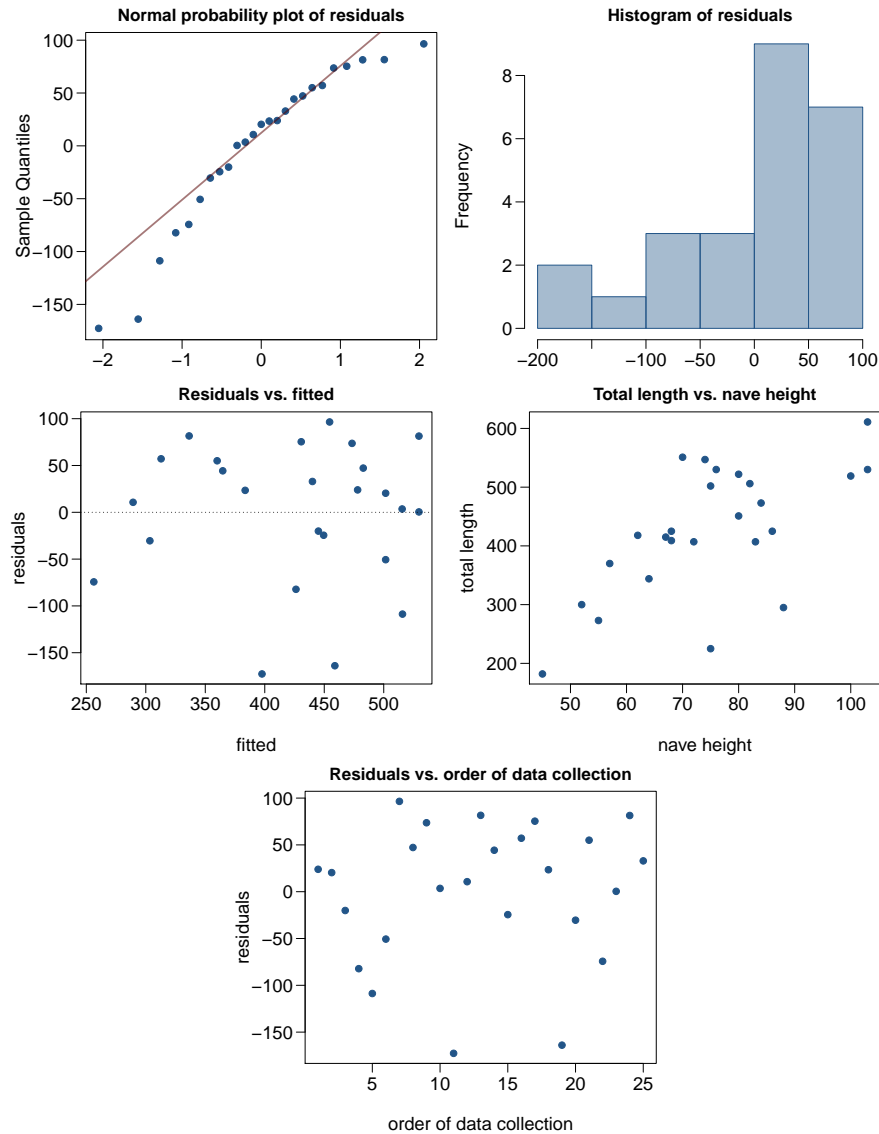 Normal probability plot of residuals
Sample Quantiles
100
50
0
−50
−100
−150
−2 −1 0 1 2
Histogram of residuals
Frequency
8
6
4
2
0
−200 −100 −50 0 50 100
Residuals vs. fitted
residuals
100
50
0
−50
−100
−150
250 300 350 400 450 500
fitted
Total length vs. nave height
total length
600
500
400
300
200
50 60 70 80 90 100
nave height
Residuals vs. order of data collection
residuals
100
50
0
−50
−100
−150
5 10 15 20 25
order of data collection